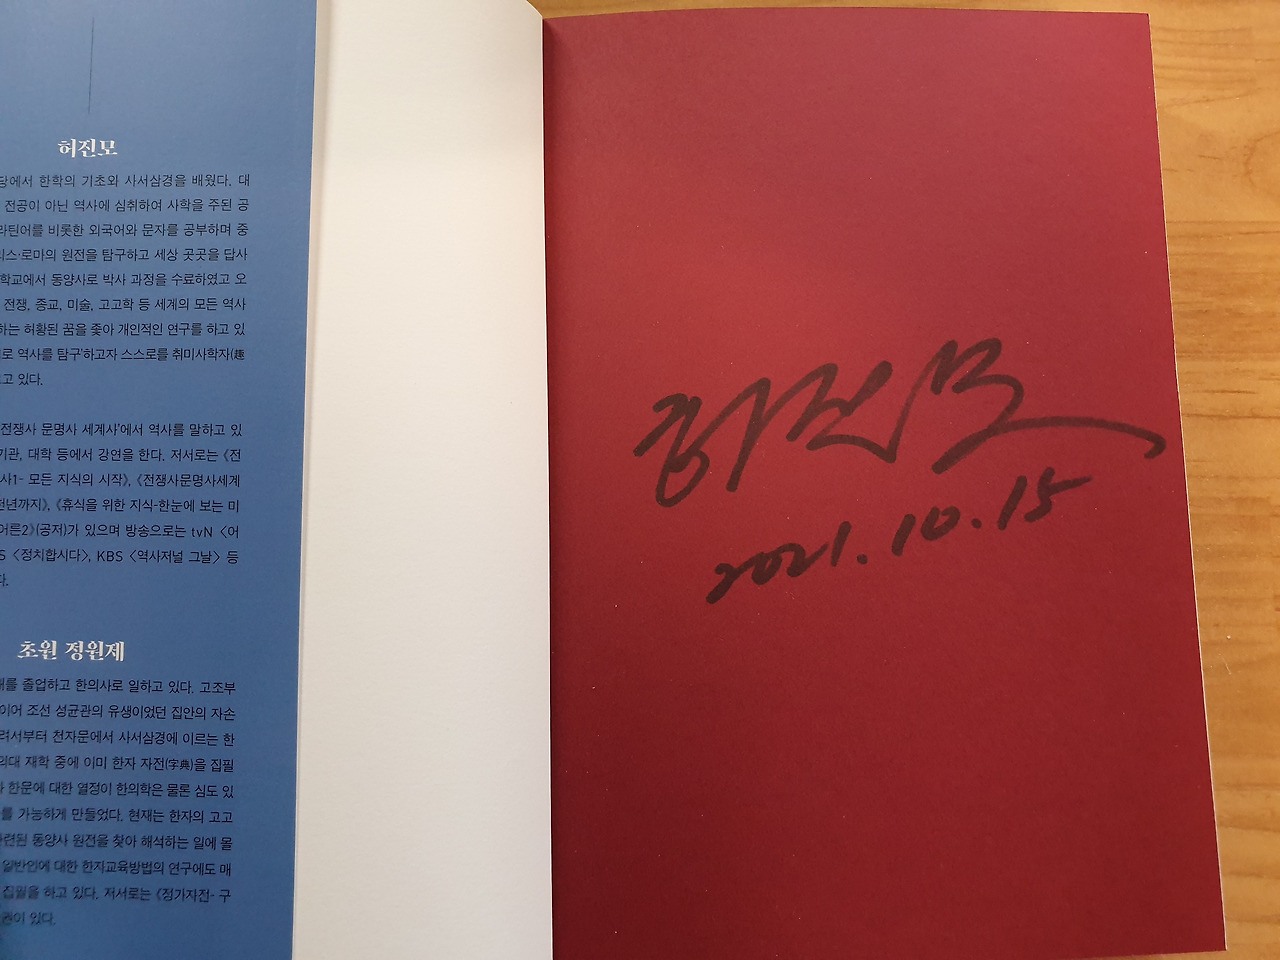 허진모
당에서 한학의 기초와 사서삼경을 배웠다. 대
전공이 아닌 역사에 심취하여 사학을 주된 공
라틴어를 비롯한 외국어와 문자를 공부하며 중
리스·로마의 원전을 탐구하고 세상 곳곳을 답사
학교에서 동양사로 박사 과정을 수료하였고 오
전쟁, 종교, 미술, 고고학 등 세계의 모든 역사
하는 허황된 꿈을 좇아 개인적인 연구를 하고 있
로 역사를 탐구'하고자 스스로를 취미사학자(趣
고 있다.
전쟁사 문명사 세계사'에서 역사를 말하고 있
기관, 대학 등에서 강연을 한다. 저서로는 《전
사1- 모든 지식의 시작》, 《전쟁사문명사세계
천년까지》, 《휴식을 위한 지식-한눈에 보는 미
어른2》(공저)가 있으며 방송으로는 tvN 〈어
S 〈정치합시다〉, KBS 〈역사저널 그날〉 등
다.
초원 정원제
를 졸업하고 한의사로 일하고 있다. 고조부
이어 조선 성균관의 유생이었던 집안의 자손
려서부터 천자문에서 사서삼경에 이르는 한
의대 재학 중에 이미 한자 자전(字典)을 집필
한문에 대한 열정이 한의학은 물론 심도 있
를 가능하게 만들었다. 현재는 한자의 고고
련된 동양사 원전을 찾아 해석하는 일에 몰
일반인에 대한 한자교육방법의 연구에도 매
집필을 하고 있다. 저서로는 《정가자전- 구
권이 있다.
허진모
2021.10.15